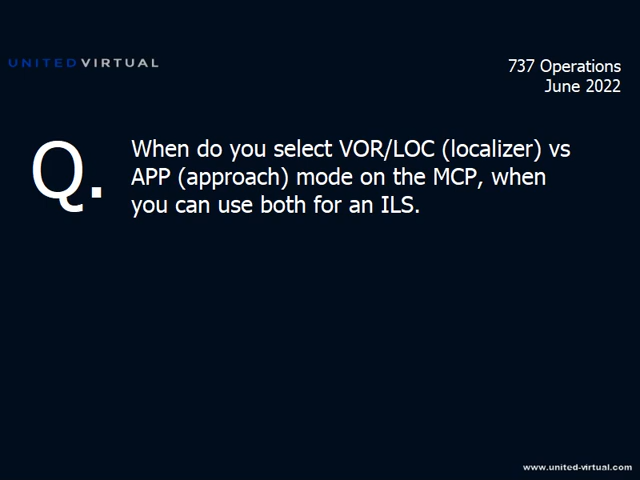 UNITEDVIRTUAL
737 Operations
June 2022
Q.
When do you select VOR/LOC (localizer) vs
APP (approach) mode on the MCP, when
you can use both for an ILS.
www.united-virtual.com